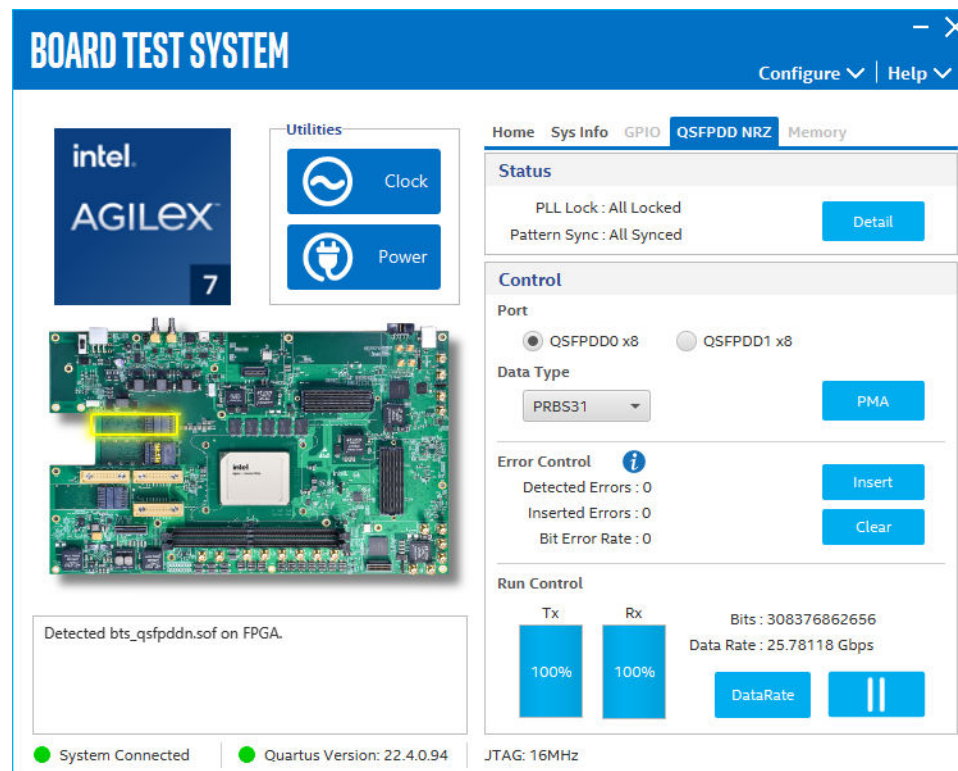 BOARD TEST SYSTEM
Configure | Help
intel.
AGILEX
7
Utilities
Clock
Power
Home Sys Info GPIO QSFPDD NRZ Memory
Status
PLL Lock : All Locked
Pattern Sync : All Synced
Detail
Control
Port
QSFPDD0 x8 QSFPDD1 x8
Data Type
PRBS31
PMA
Error Control i
Detected Errors : 0
Insert
Inserted Errors : 0
Bit Error Rate : 0
Clear
Run Control
Tx Rx
100% 100%
Bits : 308376862656
Data Rate : 25.78118 Gbps
DataRate
intel
Detected bts_qsfpddn.sof on FPGA.
System Connected Quartus Version: 22.4.0.94 JTAG: 16MHz